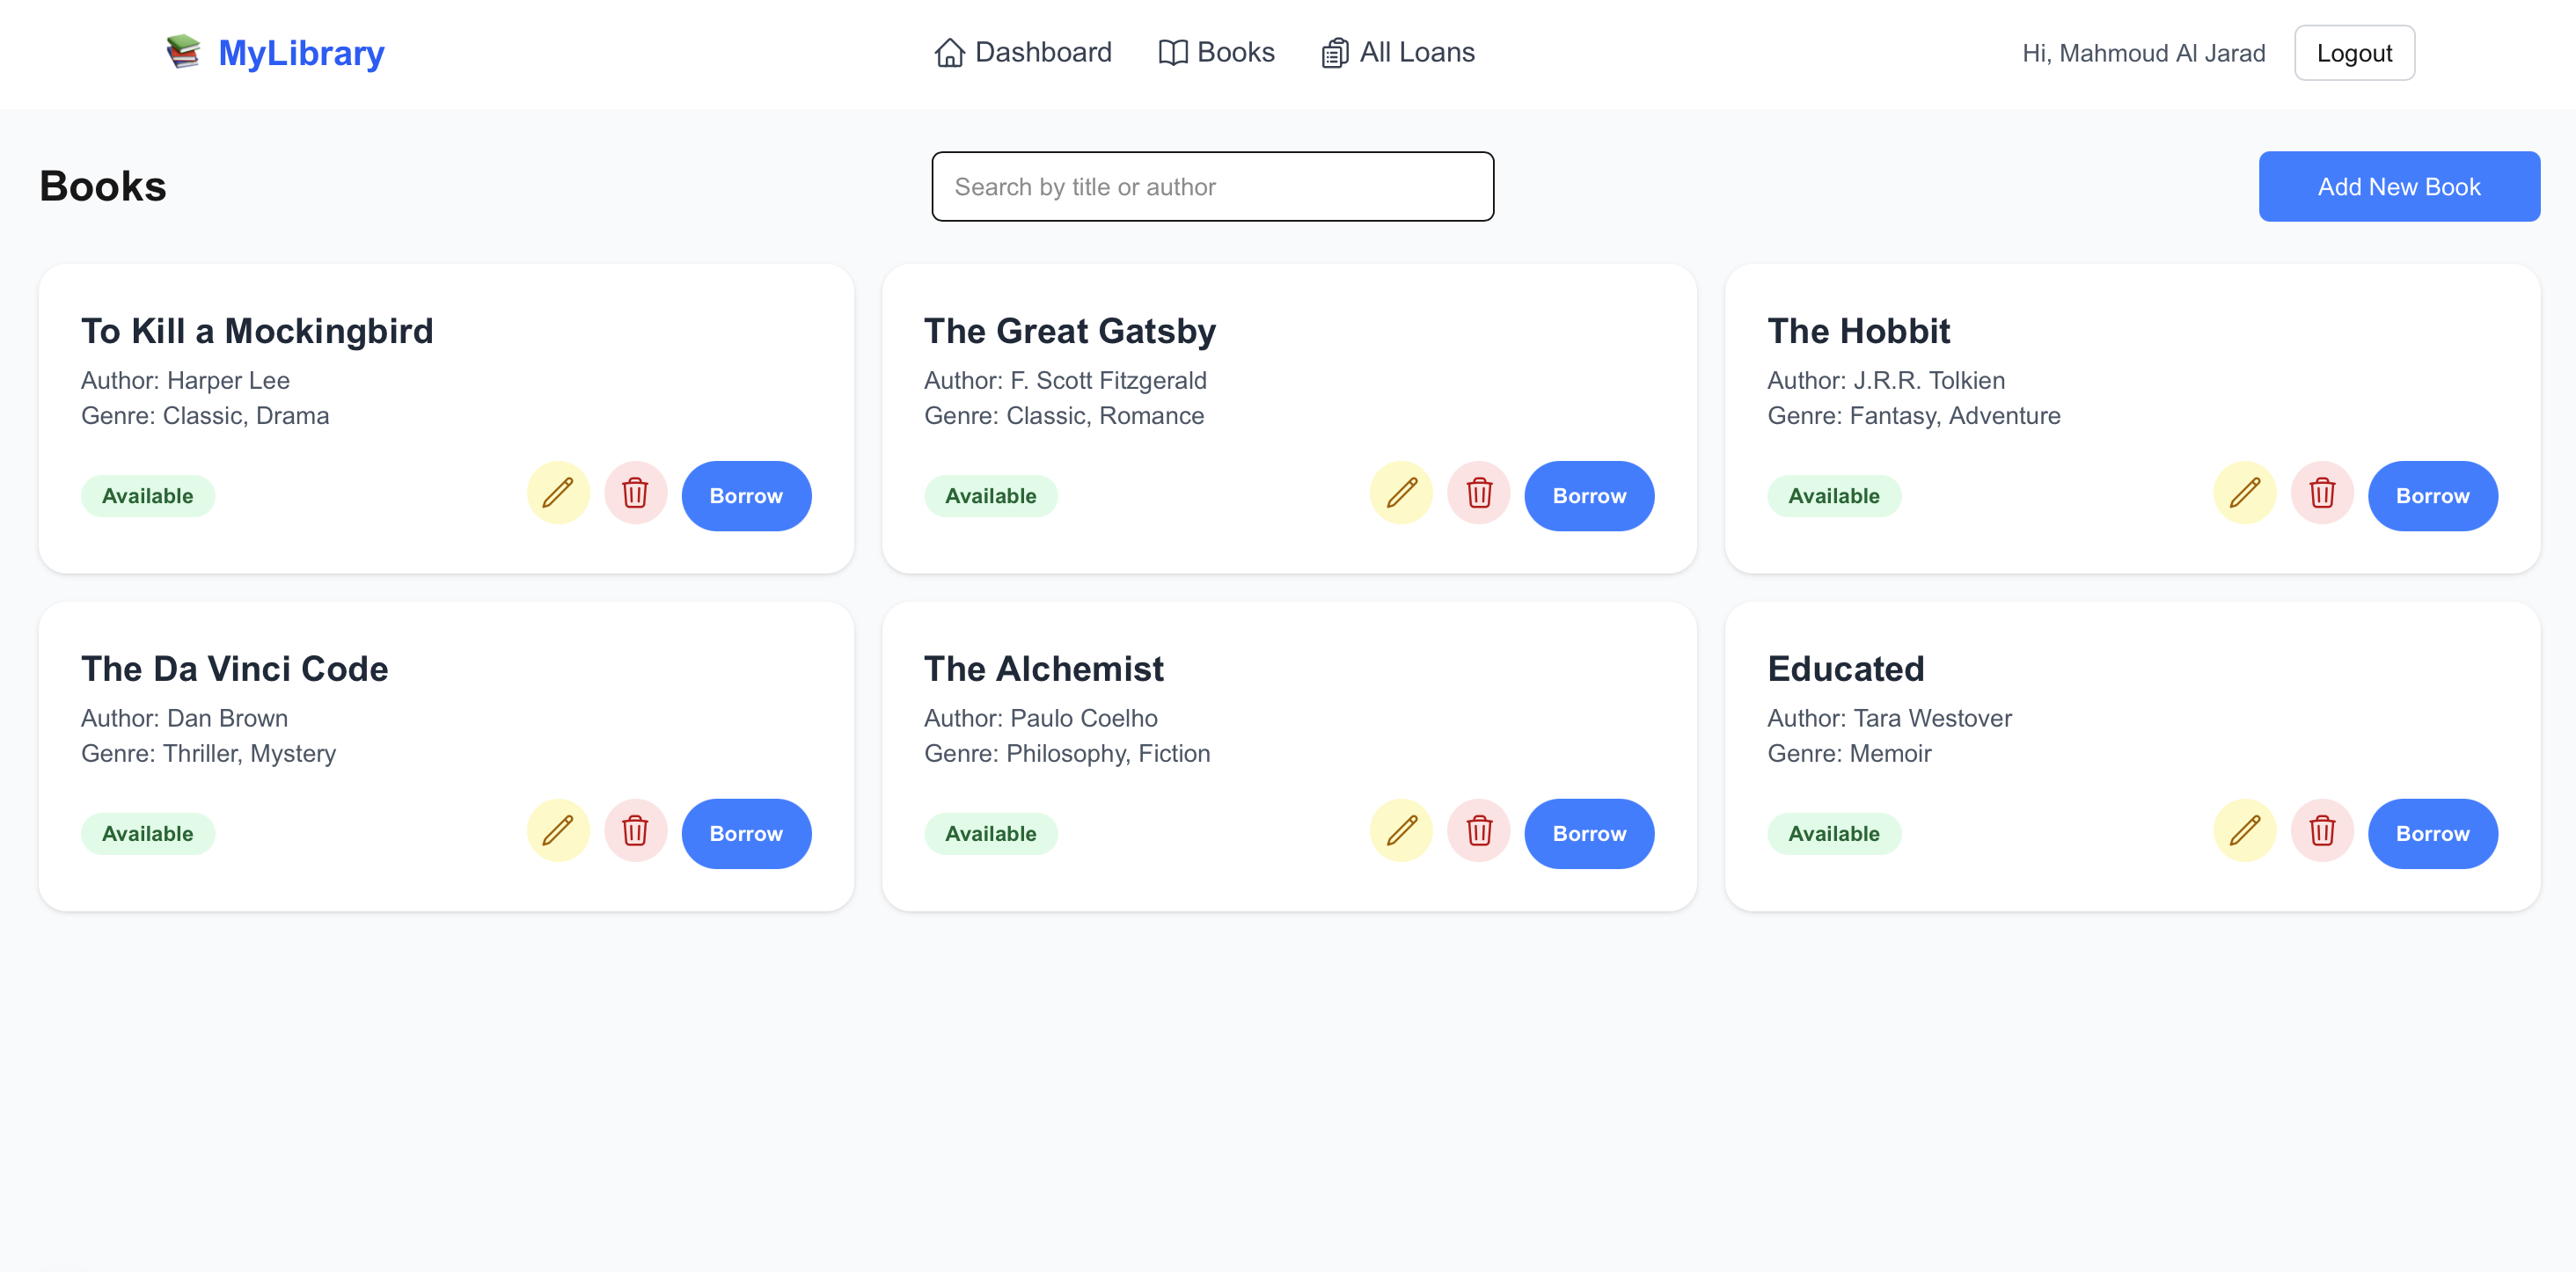 MyLibrary
Dashboard
Books
All Loans
Hi, Mahmoud Al Jarad
Logout
Books
Search by title or author
Add New Book
To Kill a Mockingbird
Author: Harper Lee
Genre: Classic, Drama
Available
Borrow
The Great Gatsby
Author: F. Scott Fitzgerald
Genre: Classic, Romance
Available
Borrow
The Hobbit
Author: J.R.R. Tolkien
Genre: Fantasy, Adventure
Available
Borrow
The Da Vinci Code
Author: Dan Brown
Genre: Thriller, Mystery
Available
Borrow
The Alchemist
Author: Paulo Coelho
Genre: Philosophy, Fiction
Available
Borrow
Educated
Author: Tara Westover
Genre: Memoir
Available
Borrow